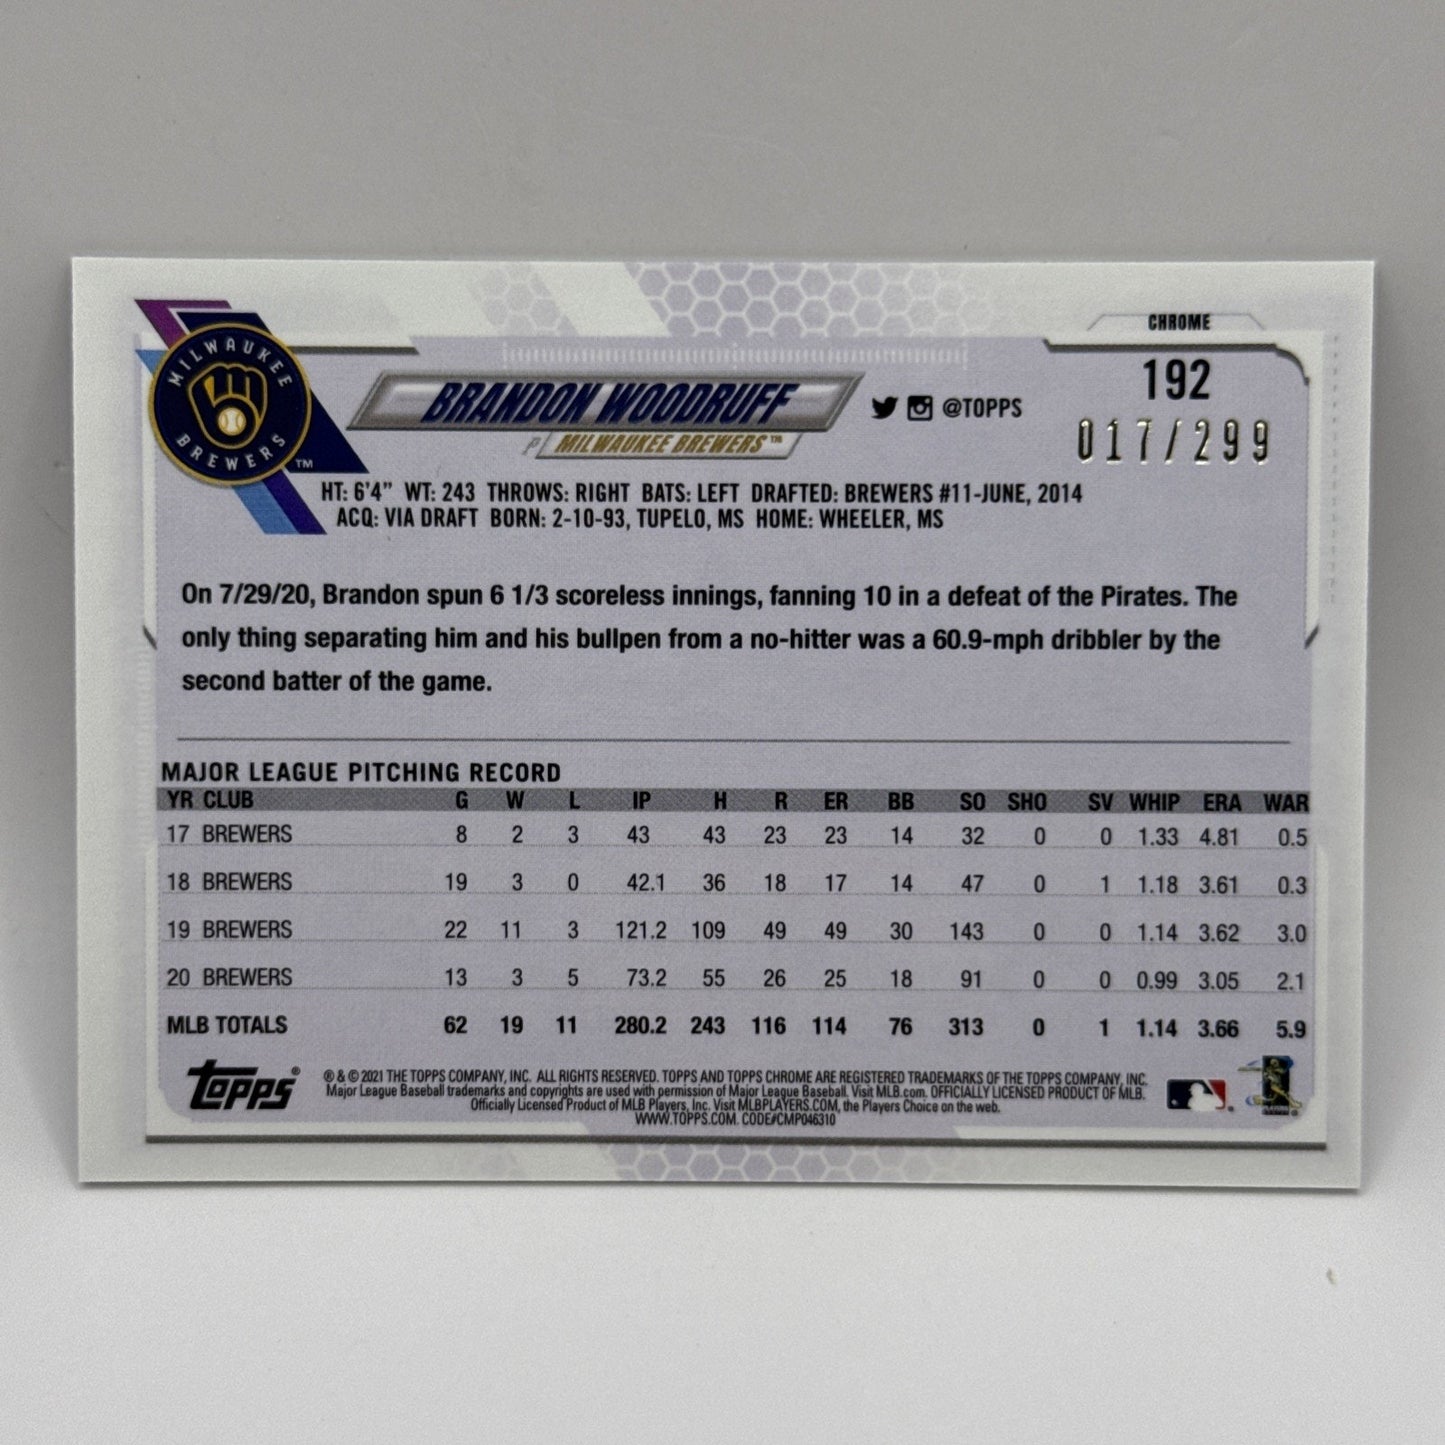 CHROME
192
017/299
MILWAUKEE
BREWERS
TM
BRANDON WOODRUFF
@TOPPS
P MILWAUKEE BREWERS™
HT: 6'4" WT: 243 THROWS: RIGHT BATS: LEFT DRAFTED: BREWERS #11-JUNE, 2014
ACQ: VIA DRAFT BORN: 2-10-93, TUPELO, MS HOME: WHEELER, MS
On 7/29/20, Brandon spun 6 1/3 scoreless innings, fanning 10 in a defeat of the Pirates. The
only thing separating him and his bullpen from a no-hitter was a 60.9-mph dribbler by the
second batter of the game.
MAJOR LEAGUE PITCHING RECORD
YR CLUB G W L IP H R ER BB SO SHO SV WHIP ERA WAR
17 BREWERS 8 2 3 43 43 23 23 14 32 0 0 1.33 4.81 0.5
18 BREWERS 19 3 0 42.1 36 18 17 14 47 0 1 1.18 3.61 0.3
19 BREWERS 22 11 3 121.2 109 49 49 30 143 0 0 1.14 3.62 3.0
20 BREWERS 13 3 5 73.2 55 26 25 18 91 0 0 0.99 3.05 2.1
MLB TOTALS 62 19 11 280.2 243 116 114 76 313 0 1 1.14 3.66 5.9
TOPPS®
® & © 2021 THE TOPPS COMPANY, INC. ALL RIGHTS RESERVED. TOPPS AND TOPPS CHROME ARE REGISTERED TRADEMARKS OF THE TOPPS COMPANY, INC.
Major League Baseball trademarks and copyrights are used with permission of Major League Baseball. Visit MLB.com. OFFICIALLY LICENSED PRODUCT OF MLB.
Officially Licensed Product of MLB Players, Inc. Visit MLBPLAYERS.COM, the Players Choice on the web.
WWW.TOPPS.COM. CODE#CMP046310